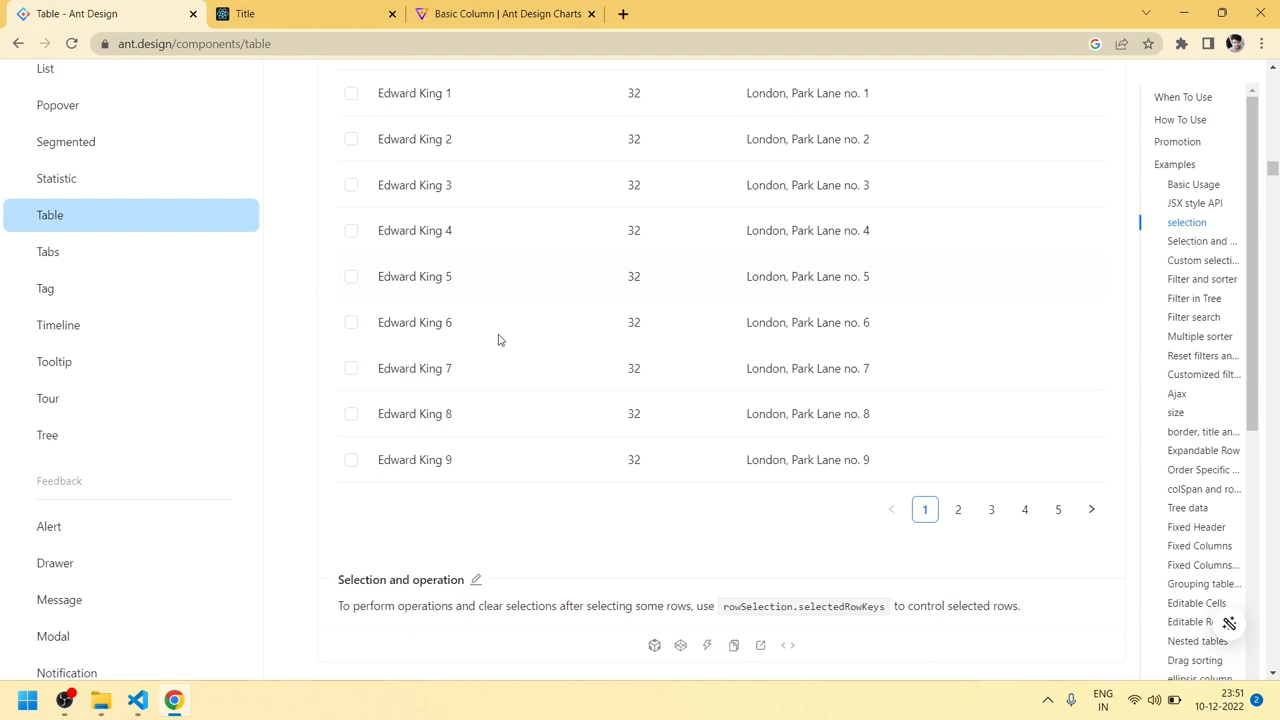 Table - Ant Design
Title
Basic Column | Ant Design Charts
ant.design/components/table
List
Popover
Segmented
Statistic
Table
Tabs
Tag
Timeline
Tooltip
Tour
Tree
Feedback
Alert
Drawer
Message
Modal
Notification
Edward King 1 32 London, Park Lane no. 1
Edward King 2 32 London, Park Lane no. 2
Edward King 3 32 London, Park Lane no. 3
Edward King 4 32 London, Park Lane no. 4
Edward King 5 32 London, Park Lane no. 5
Edward King 6 32 London, Park Lane no. 6
Edward King 7 32 London, Park Lane no. 7
Edward King 8 32 London, Park Lane no. 8
Edward King 9 32 London, Park Lane no. 9
1 2 3 4 5
Selection and operation
To perform operations and clear selections after selecting some rows, use rowSelection.selectedRowKeys to control selected rows.
When To Use
How To Use
Promotion
Examples
Basic Usage
JSX style API
selection
Selection and ...
Custom selecti...
Filter and sorter
Filter in Tree
Filter search
Multiple sorter
Reset filters an...
Customized filt...
Ajax
size
border, title an...
Expandable Row
Order Specific ...
colSpan and ro...
Tree data
Fixed Header
Fixed Columns
Fixed Columns...
Grouping table...
Editable Cells
Editable R
Nested tables
Drag sorting
ellipsis column
ENG
IN
23:51
10-12-2022
2